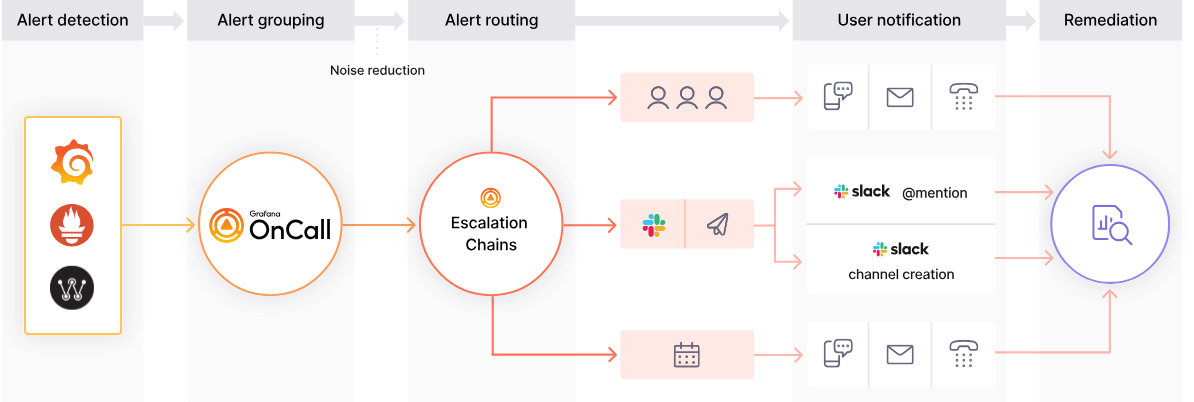 Alert detection
Alert grouping
Alert routing
User notification
Remediation
Noise reduction
Grafana
OnCall
Escalation
Chains
slack @mention
slack
channel creation